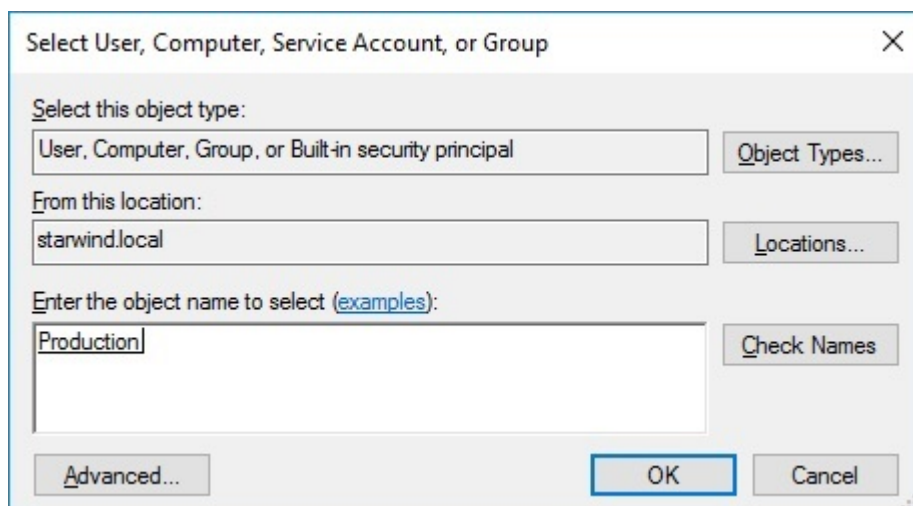 Select User, Computer, Service Account, or Group
Select this object type:
User, Computer, Group, or Built-in security principal
Object Types...
From this location:
starwind.local
Locations...
Enter the object name to select (examples):
Production
Check Names
Advanced...
OK
Cancel